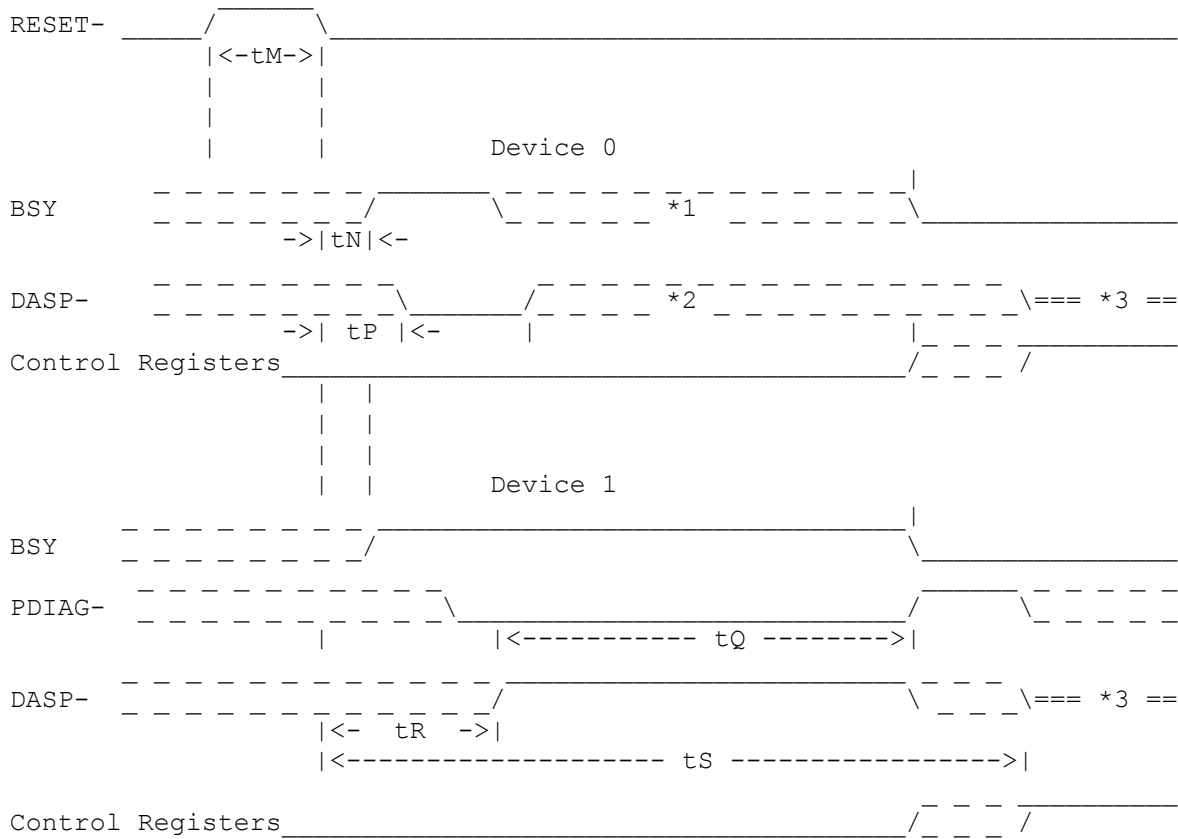 RESET-
|<-tM->|
Device 0
BSY *1
->|tN|<-
DASP- *2 === *3 ==
->| tP |<-
Control Registers
Device 1
BSY
PDIAG-
|<----------- tQ -------->|
DASP- === *3 ==
|<- tR ->|
|<-------------------- tS ----------------->|
Control Registers